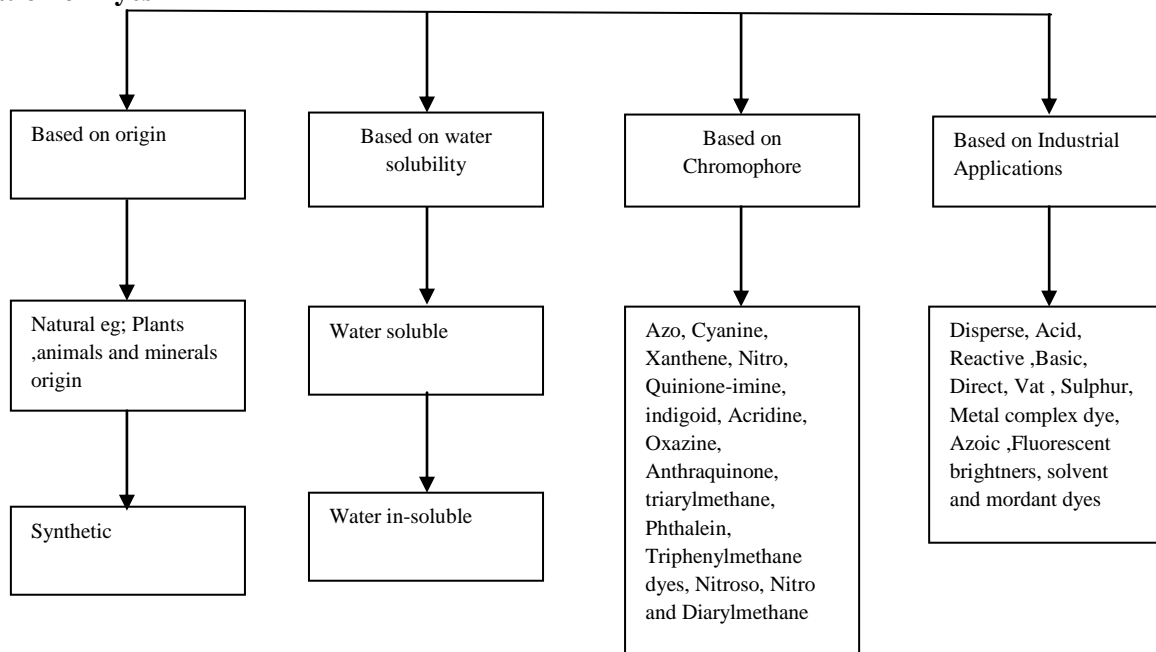 Based on origin
Based on water
solubility
Based on
Chromophore
Based on Industrial
Applications
Natural eg; Plants
,animals and minerals
origin
Water soluble
Azo, Cyanine,
Xanthene, Nitro,
Quinione-imine,
indigoid, Acridine,
Oxazine,
Anthraquinone,
triarylmethane,
Phthalein,
Triphenylmethane
dyes, Nitroso, Nitro
and Diarylmethane
Disperse, Acid,
Reactive ,Basic,
Direct, Vat , Sulphur,
Metal complex dye,
Azoic ,Fluorescent
brightners, solvent
and mordant dyes
Synthetic
Water in-soluble